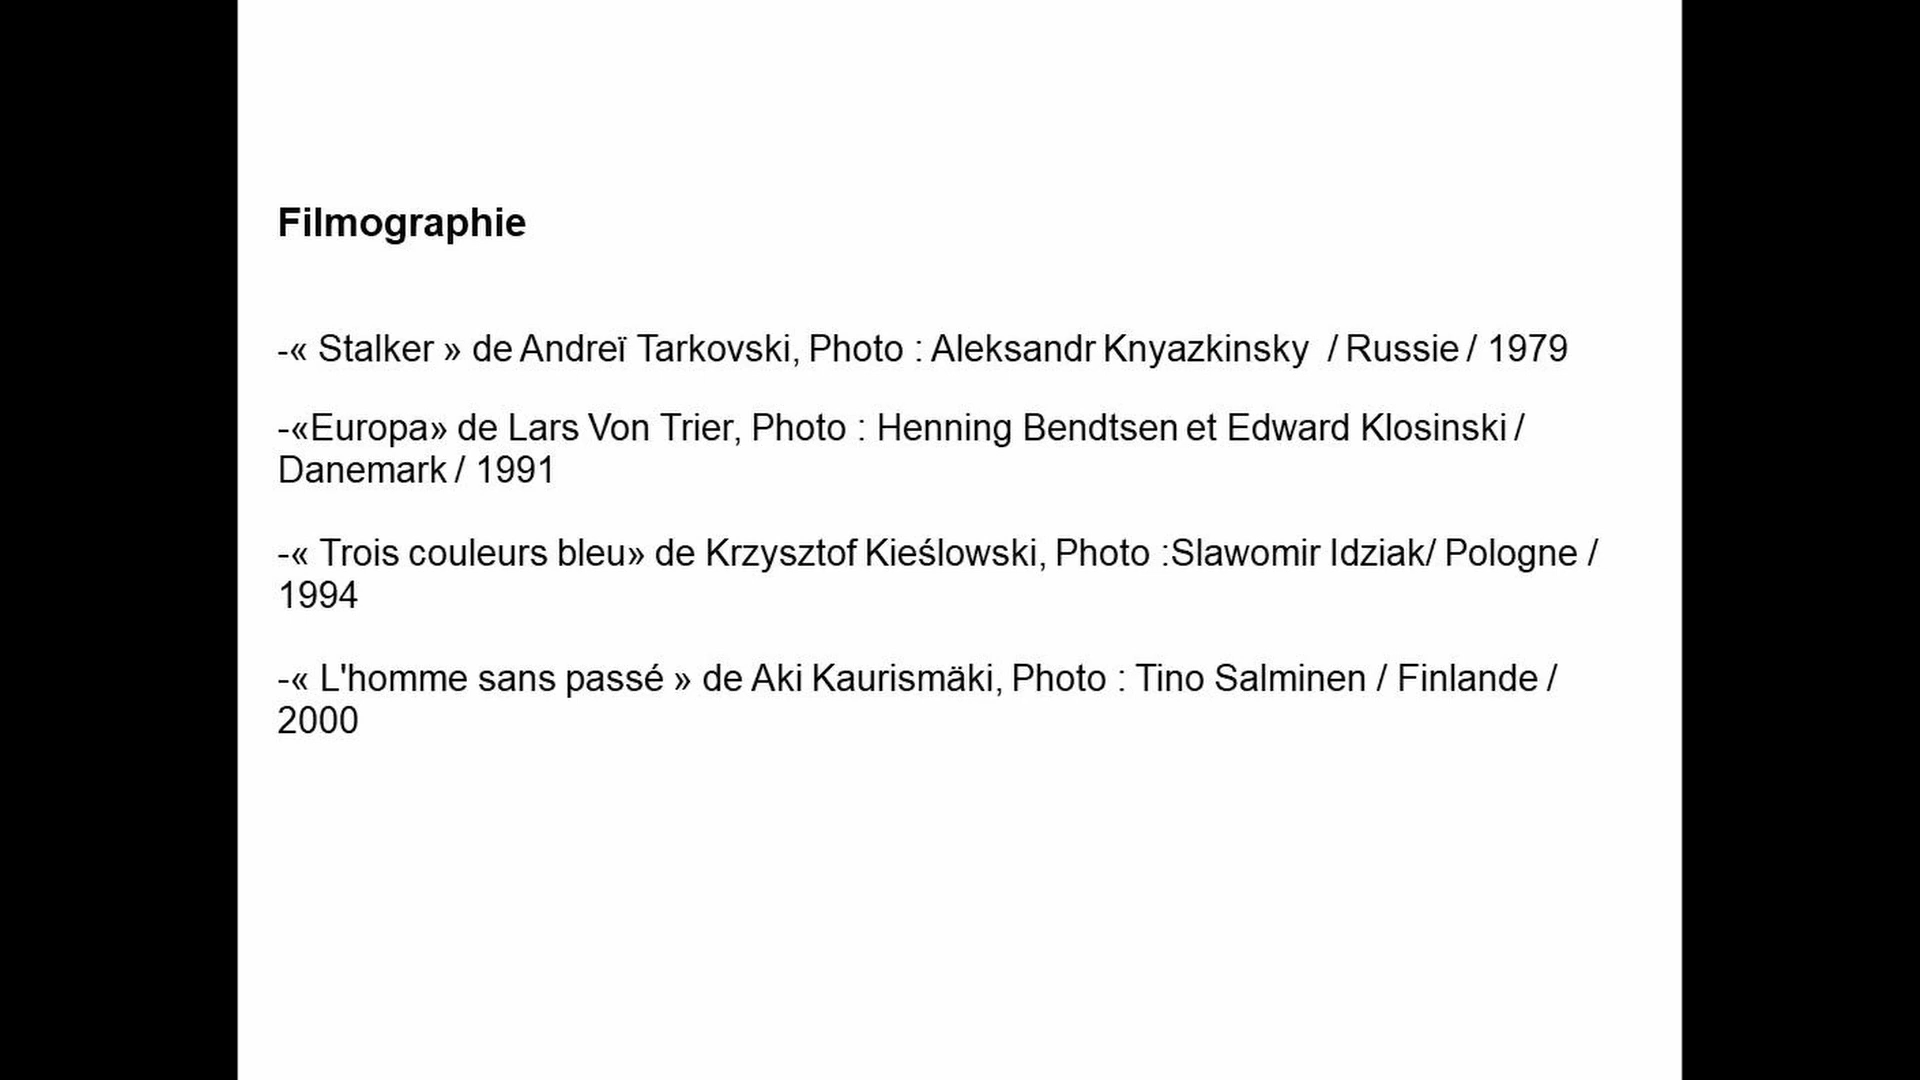 Filmographie
-« Stalker » de Andreï Tarkovski, Photo : Aleksandr Knyazkinsky / Russie / 1979
-«Europa» de Lars Von Trier, Photo : Henning Bendtsen et Edward Klosinski /
Danemark / 1991
-« Trois couleurs bleu» de Krzysztof Kieślowski, Photo :Slawomir Idziak/ Pologne /
1994
-« L'homme sans passé » de Aki Kaurismäki, Photo : Tino Salminen / Finlande /
2000